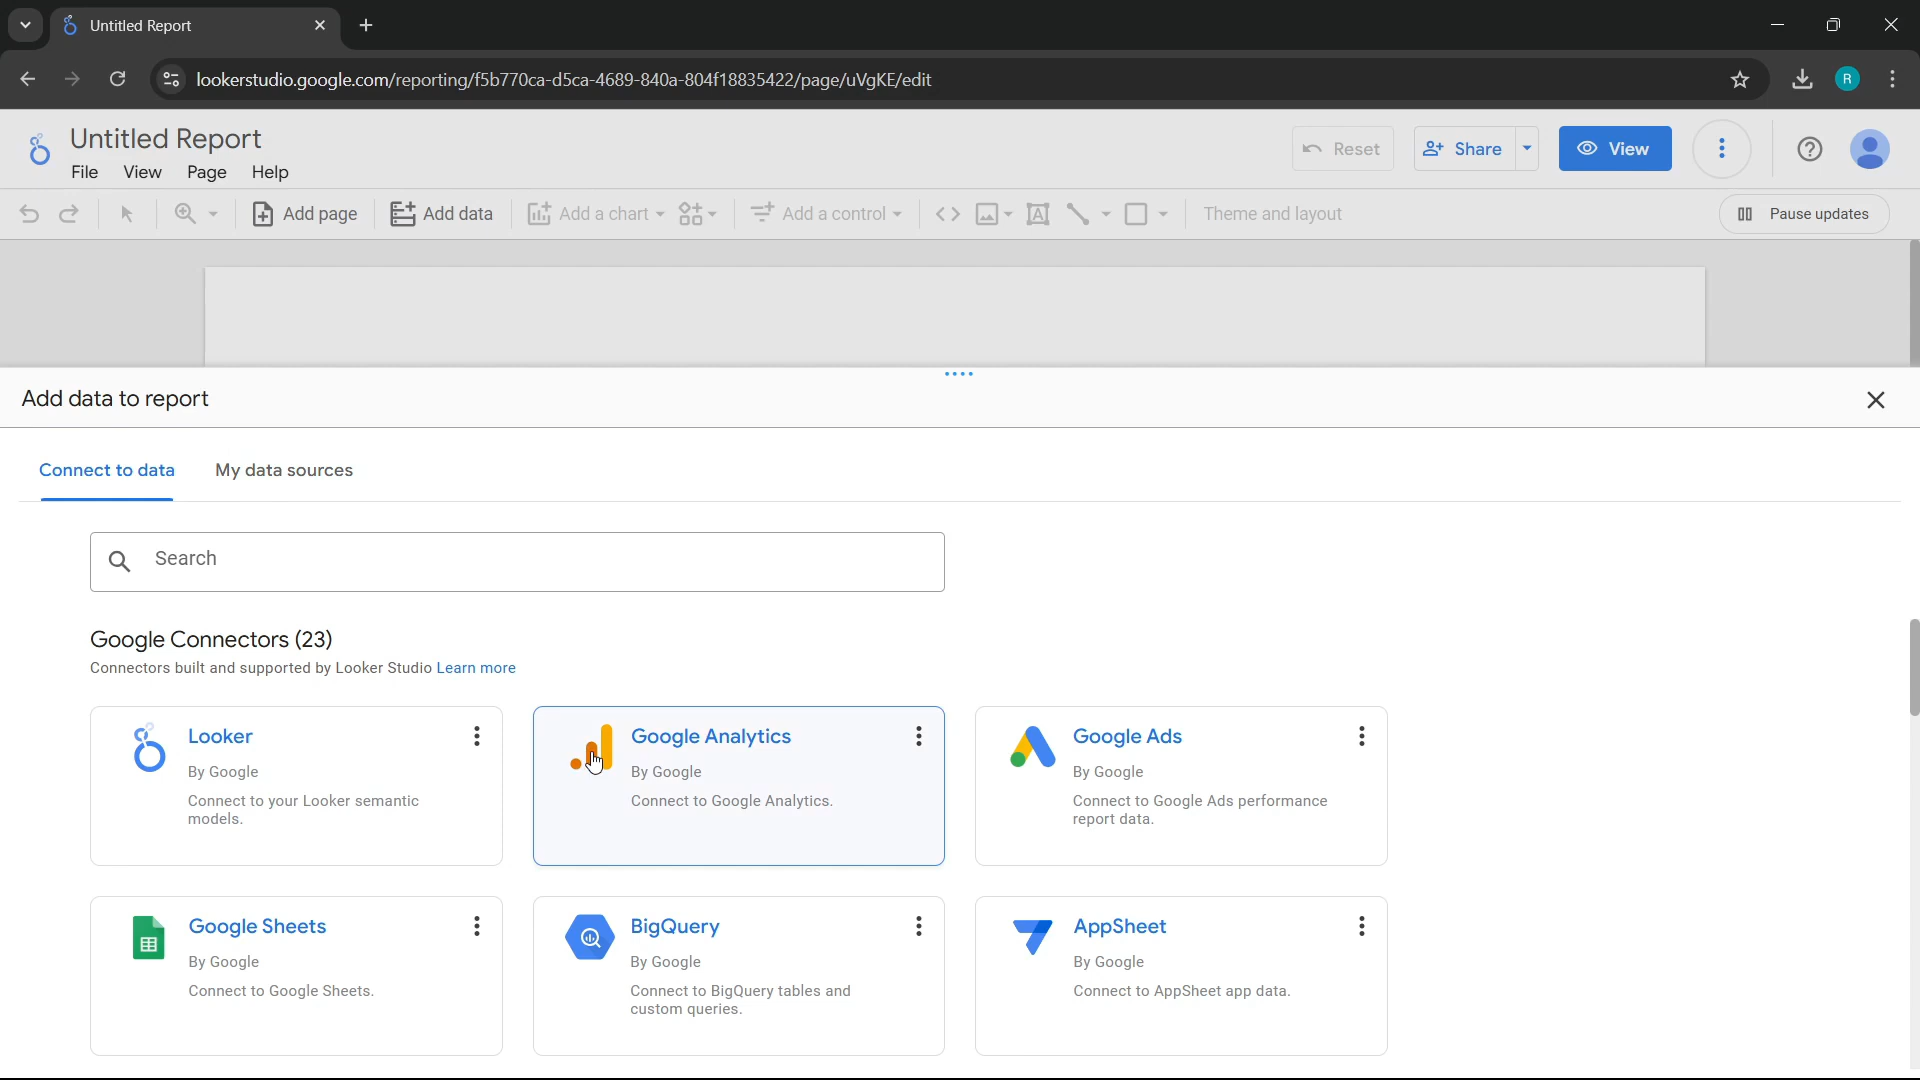 Untitled Report
lookerstudio.google.com/reporting/f5b770ca-d5ca-4689-840a-804f18835422/page/uVgKE/edit
R
Untitled Report
File View Page Help
Reset Share View
Add page Add data Add a chart Add a control Theme and layout Pause updates
Add data to report
Connect to data My data sources
Search
Google Connectors (23)
Connectors built and supported by Looker Studio Learn more
Looker
By Google
Connect to your Looker semantic
models.
Google Analytics
By Google
Connect to Google Analytics.
Google Ads
By Google
Connect to Google Ads performance
report data.
Google Sheets
By Google
Connect to Google Sheets.
BigQuery
By Google
Connect to BigQuery tables and
custom queries.
AppSheet
By Google
Connect to AppSheet app data.